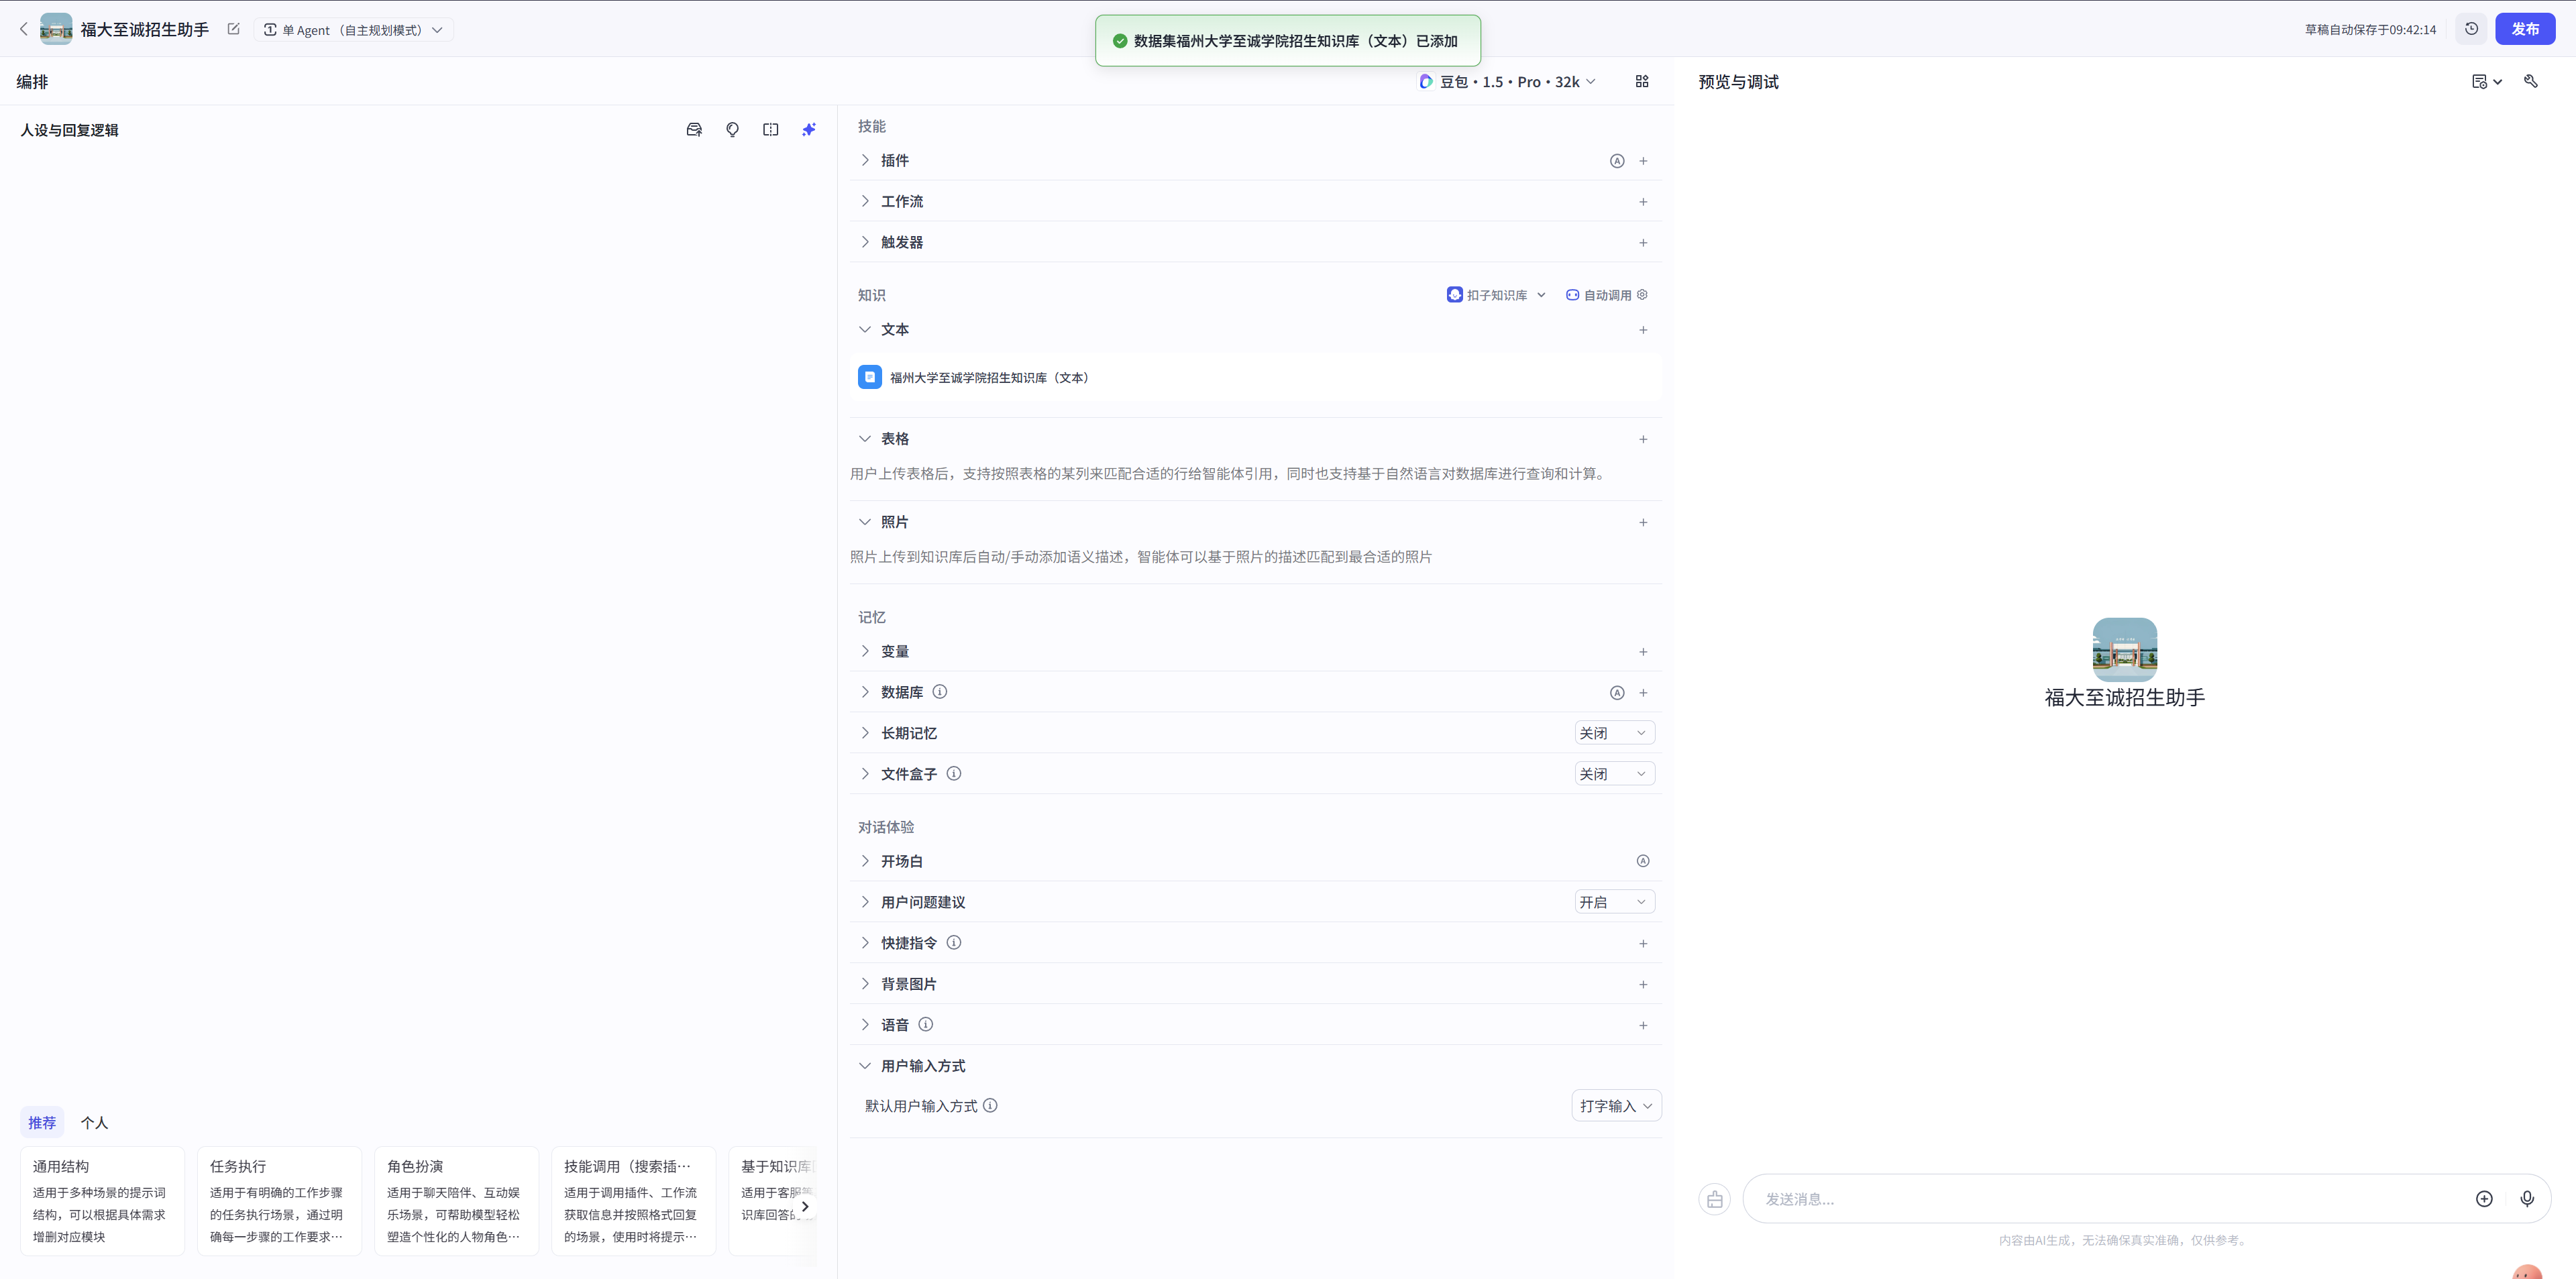 福大至诚招生助手
单 Agent （自主规划模式）
数据集福州大学至诚学院招生知识库（文本）已添加
草稿自动保存于09:42:14
发布
编排
豆包・1.5・Pro・32k
预览与调试
人设与回复逻辑
技能
插件
工作流
触发器
知识
扣子知识库
自动调用
文本
福州大学至诚学院招生知识库（文本）
表格
用户上传表格后，支持按照表格的某列来匹配合适的行给智能体引用，同时也支持基于自然语言对数据库进行查询和计算。
照片
照片上传到知识库后自动/手动添加语义描述，智能体可以基于照片的描述匹配到最合适的照片
记忆
变量
数据库
长期记忆
关闭
文件盒子
关闭
对话体验
开场白
用户问题建议
开启
快捷指令
背景图片
语音
用户输入方式
默认用户输入方式
打字输入
福大至诚招生助手
推荐
个人
通用结构
适用于多种场景的提示词
结构，可以根据具体需求
增删对应模块
任务执行
适用于有明确的工作步骤
的任务执行场景，通过明
确每一步骤的工作要求…
角色扮演
适用于聊天陪伴、互动娱
乐场景，可帮助模型轻松
塑造个性化的人物角色…
技能调用（搜索插…
适用于调用插件、工作流
获取信息并按照格式回复
的场景，使用时将提示…
基于知识库
适用于客服
识库回答
发送消息...
内容由AI生成，无法确保真实准确，仅供参考。